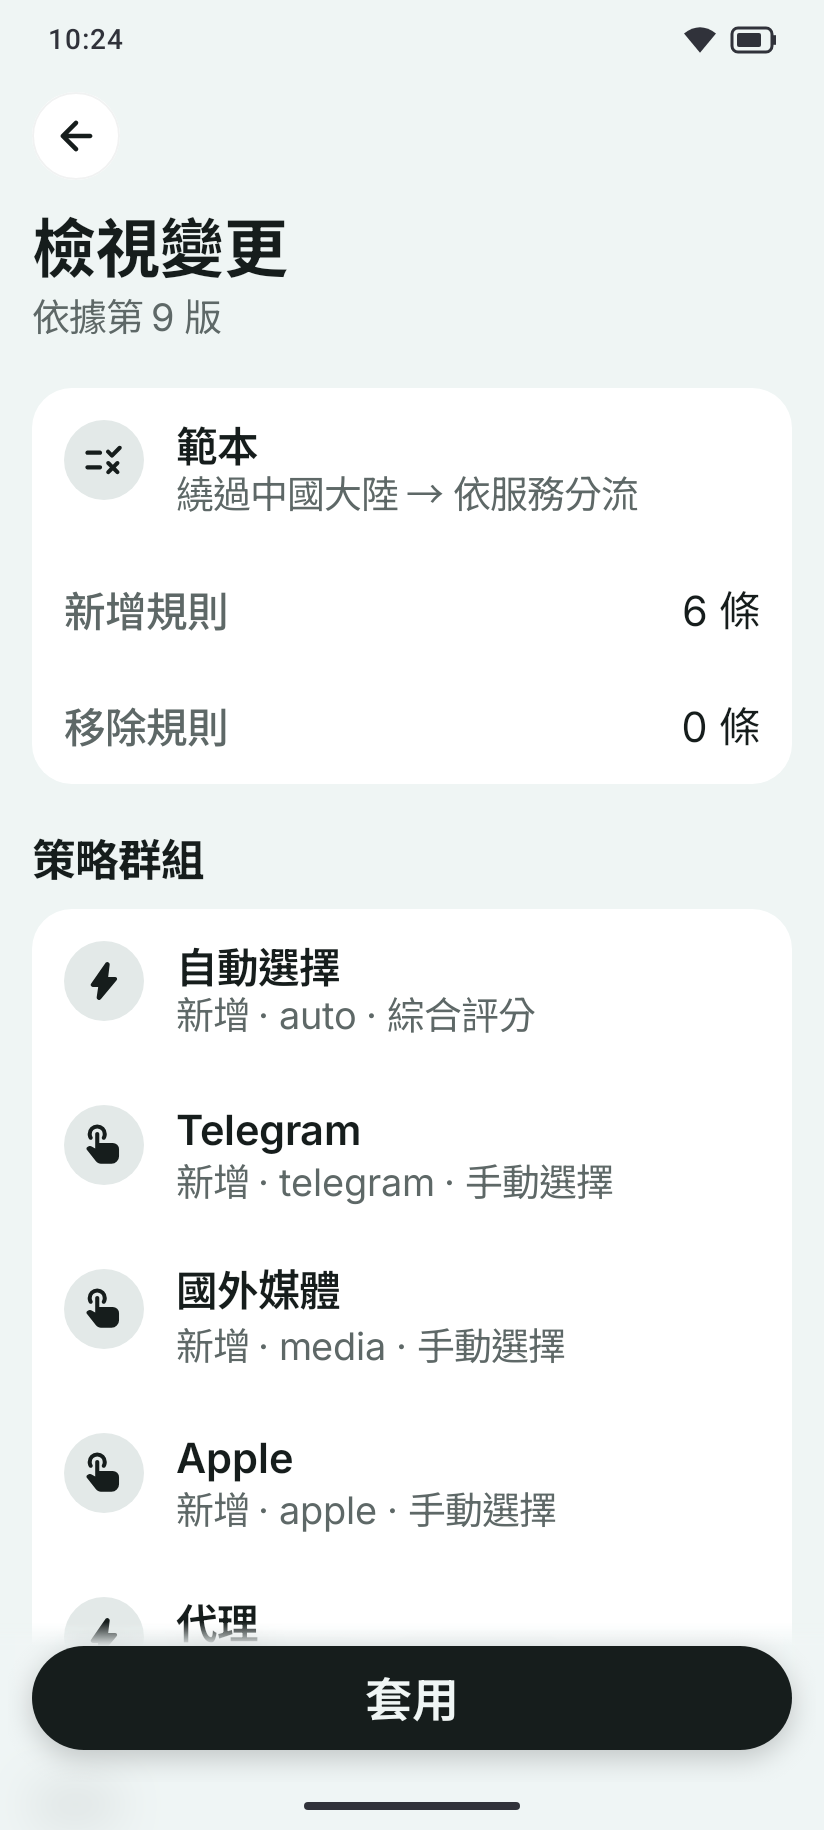 10:24
檢視變更
依據第 9 版
範本
繞過中國大陸 → 依服務分流
新增規則
6 條
移除規則
0 條
策略群組
自動選擇
新增 · auto · 綜合評分
Telegram
新增 · telegram · 手動選擇
國外媒體
新增 · media · 手動選擇
Apple
新增 · apple · 手動選擇
代理
套用